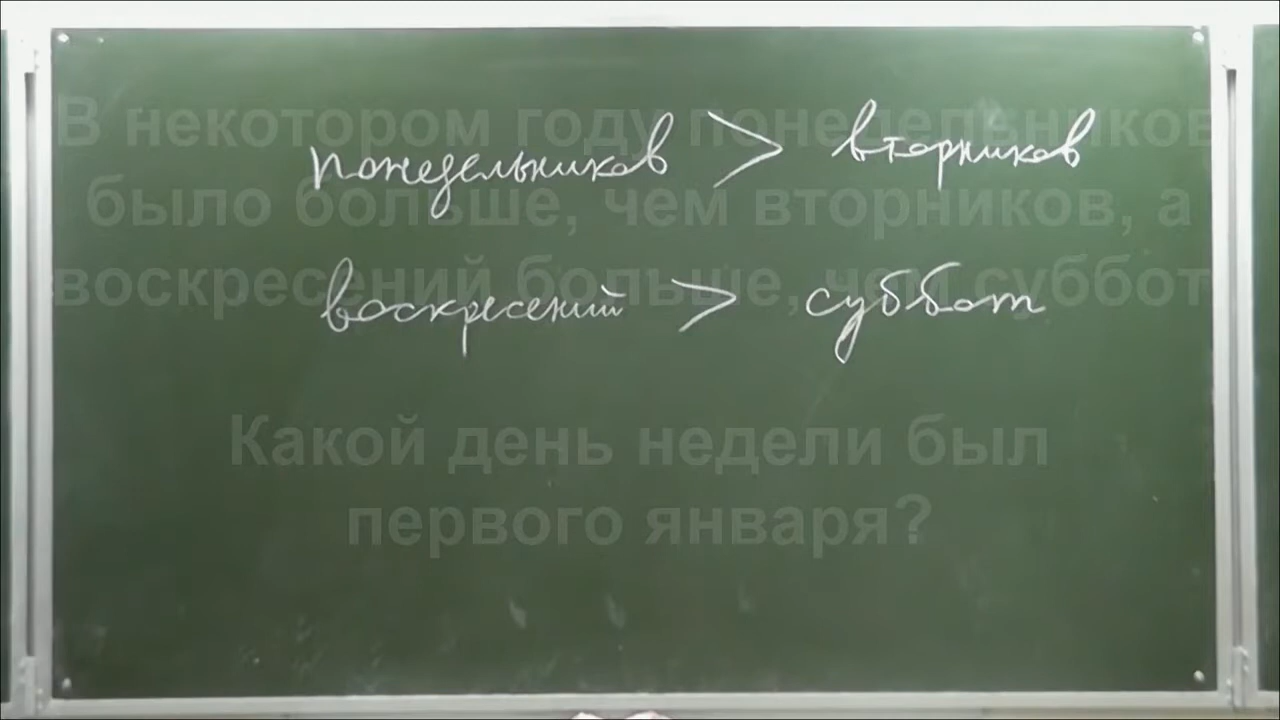 В некотором году понедельников
понедельников > вторников
было больше, чем вторников, а
воскресений больше, чем суббот
воскресений > суббот
Какой день недели был
первого января?